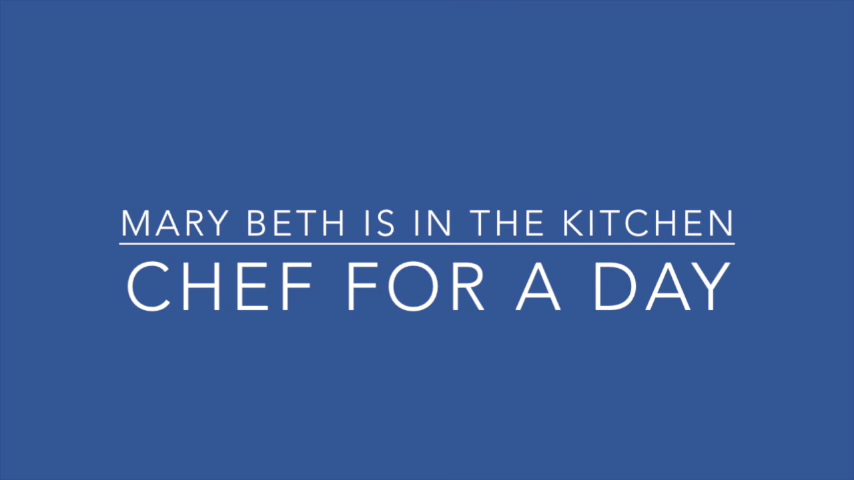 MARY BETH IS IN THE KITCHEN
CHEF FOR A DAY